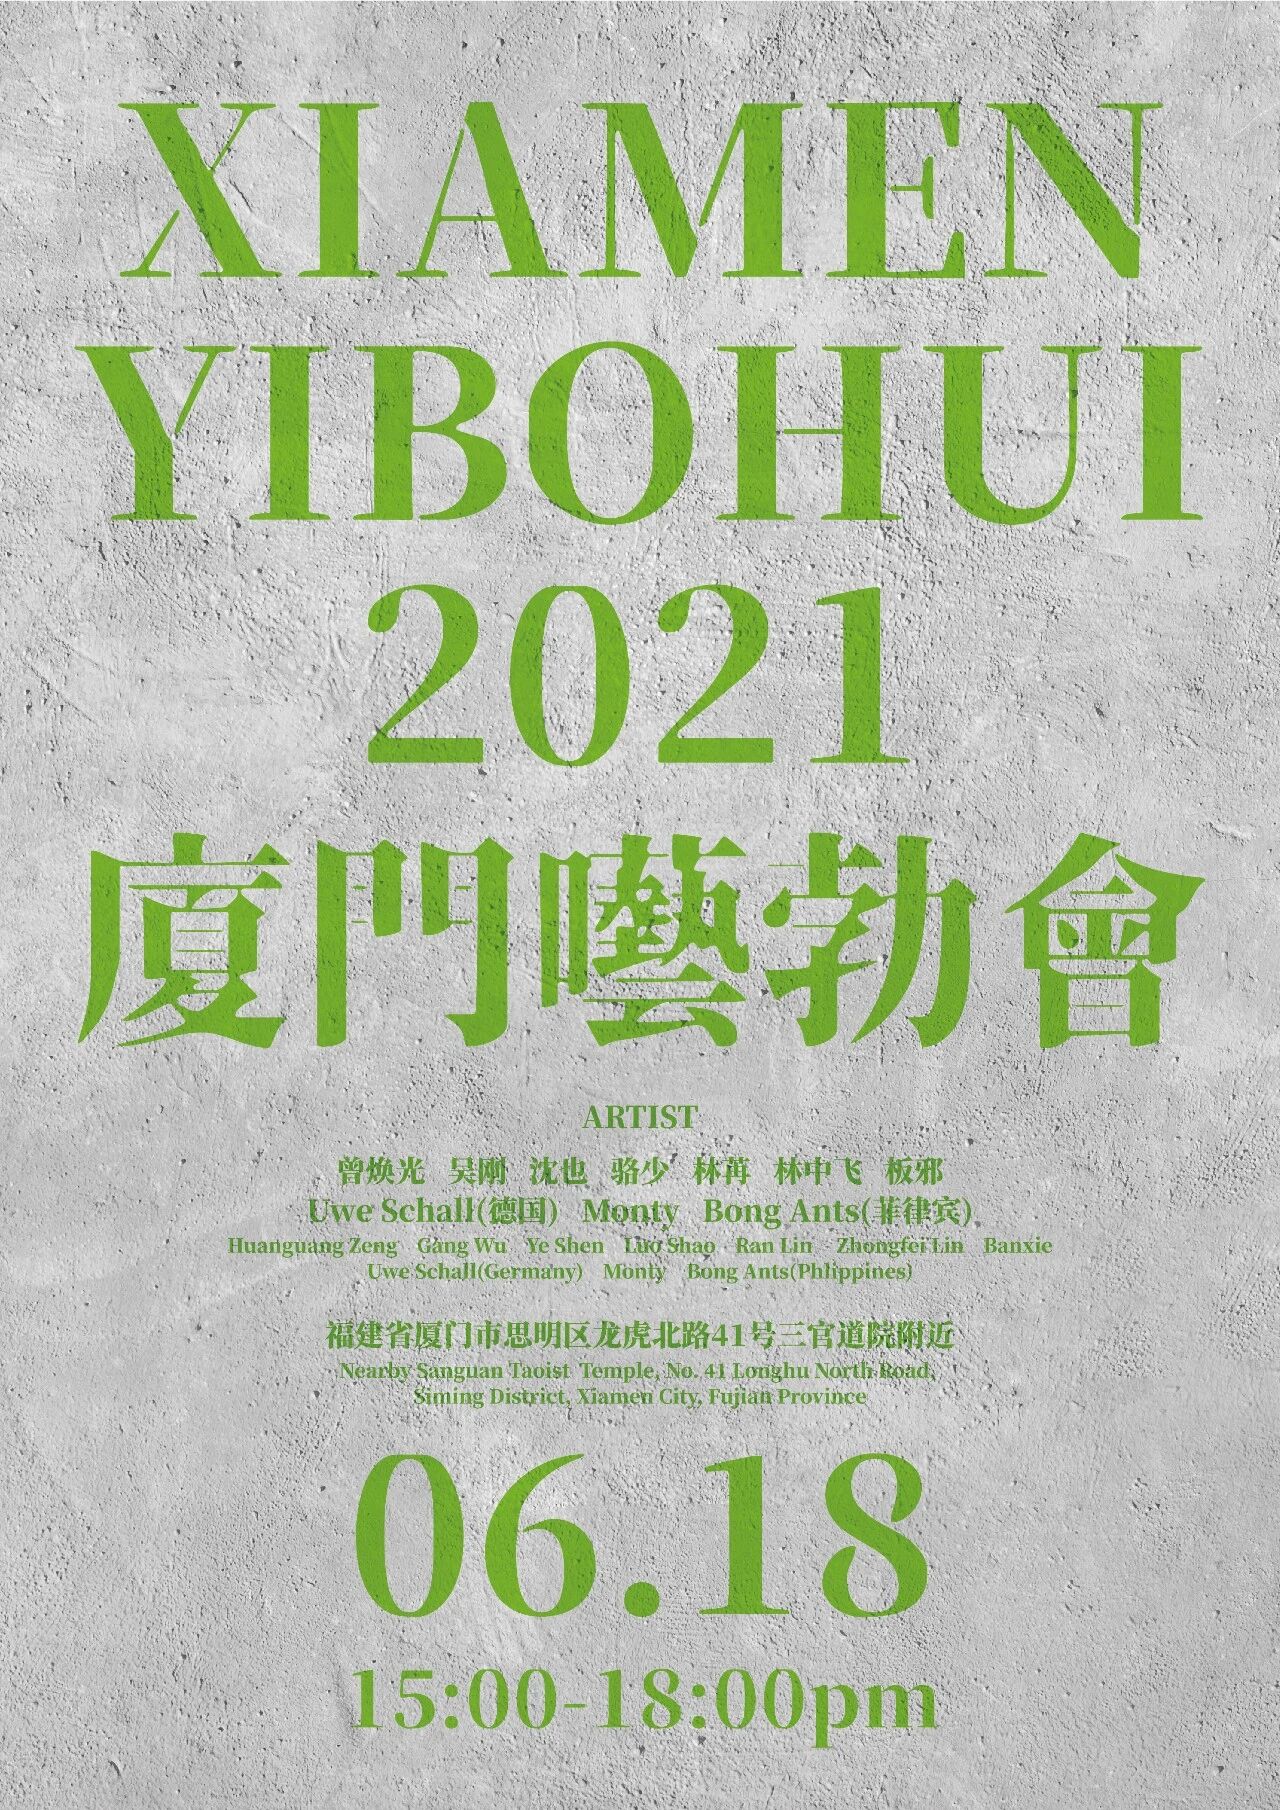 XIAMEN
YIBOHUI
2021
廈門囈勃會
ARTIST
曾焕光 吴刚 沈也 骆少 林苒 林中飞 板邪
Uwe Schall(德国) Monty Bong Ants(菲律宾)
Huanguang Zeng Gang Wu Ye Shen Luo Shao Ran Lin Zhongfei Lin Banxie
Uwe Schall(Germany) Monty Bong Ants(Phlippines)
福建省厦门市思明区龙虎北路41号三官道院附近
Nearby Sanguan Taoist Temple, No. 41 Longhu North Road,
Siming District, Xiamen City, Fujian Province
06.18
15:00-18:00pm